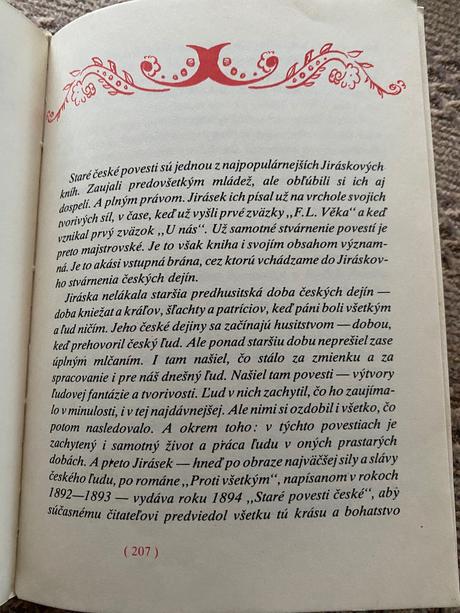 Staré české povesti sú jednou z najpopulárnejších Jiráskových
kníh. Zaujali predovšetkým mládež, ale obľúbili si ich aj
dospelí. A plným právom. Jirásek ich písal už na vrchole svojich
tvorivých síl, v čase, keď už vyšli prvé zväzky „F.L. Věka“ a keď
vznikal prvý zväzok „U nás“. Už samotné stvárnenie povestí je
preto majstrovské. Je to však kniha i svojím obsahom význam-
ná. Je to akási vstupná brána, cez ktorú vchádzame do Jirásko-
vho stvárnenia českých dejín.
Jiráska nelákala staršia predhusitská doba českých dejín —
doba kniežat a kráľov, šľachty a patríciov, keď páni boli všetkým
a ľud ničím. Jeho české dejiny sa začínajú husitstvom — dobou,
keď prehovoril český ľud. Ale ponad staršiu dobu neprešiel zase
úplným mlčaním. I tam našiel, čo stálo za zmienku a za
spracovanie i pre náš dnešný ľud. Našiel tam povesti — výtvory
ľudovej fantázie a tvorivosti. Ľud v nich zachytil, čo ho zaujíma-
lo v minulosti, i v tej najdávnejšej. Ale nimi si ozdobil i všetko, čo
potom nasledovalo. A okrem toho: v týchto povestiach je
zachytený i samotný život a práca ľudu v oných prastarých
dobách. A preto Jirásek — hneď po obraze najväčšej sily a slávy
českého ľudu, po románe „Proti všetkým“, napísanom v rokoch
1892—1893 — vydáva roku 1894 „Staré povesti české“, aby
súčasnému čitateľovi predviedol všetku tú krásu a bohatstvo
( 207 )